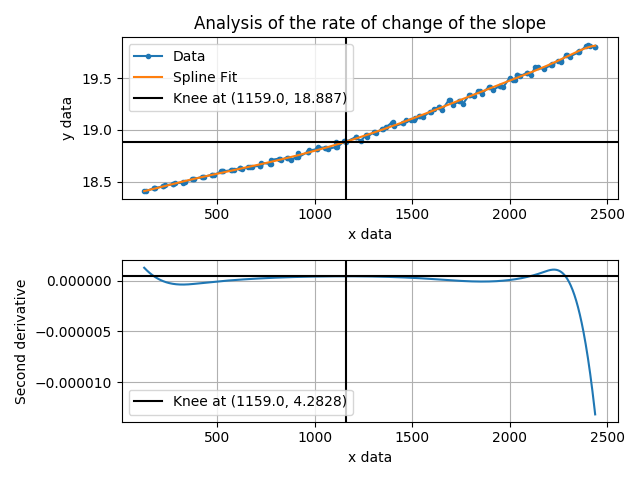 Analysis of the rate of change of the slope
Data
Spline Fit
Knee at (1159.0, 18.887)
19.5
19.0
18.5
y data
500
1000
1500
2000
2500
x data
0.000000
−0.000005
−0.000010
Second derivative
Knee at (1159.0, 4.2828)
500
1000
1500
2000
2500
x data